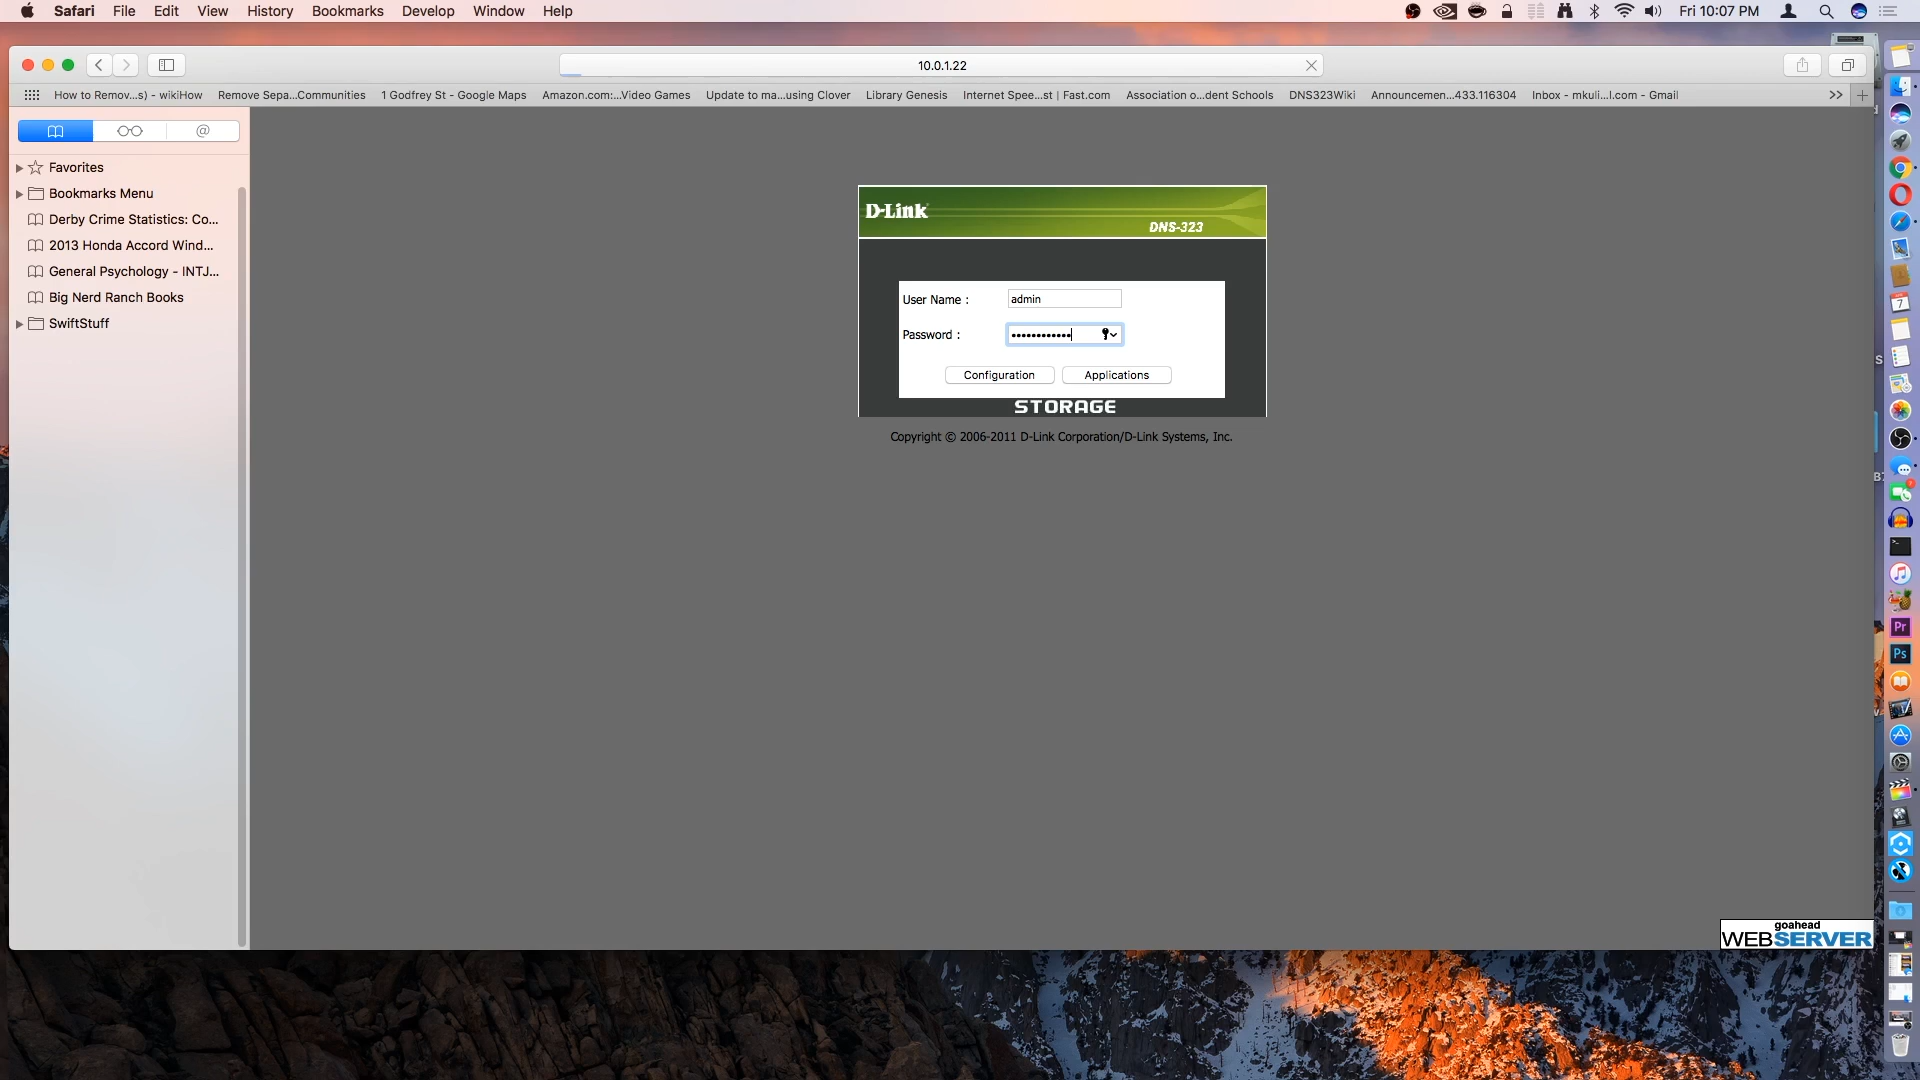 Safari File Edit View History Bookmarks Develop Window Help
Fri 10:07 PM
10.0.1.22
How to Remov...s) - wikiHow Remove Sepa...Communities 1 Godfrey St - Google Maps Amazon.com:...Video Games Update to ma...using Clover Library Genesis Internet Spee...st | Fast.com Association o...dent Schools DNS323Wiki Announcemen...433.116304 Inbox - mkuli...l.com - Gmail >> +
@
Favorites
Bookmarks Menu
Derby Crime Statistics: Co...
2013 Honda Accord Wind...
General Psychology - INTJ...
Big Nerd Ranch Books
SwiftStuff
D-Link
DNS-323
User Name : admin
Password : ••••••••••••
Configuration Applications
STORAGE
Copyright © 2006-2011 D-Link Corporation/D-Link Systems, Inc.
goahead
WEBSERVER
7
Pr
Ps